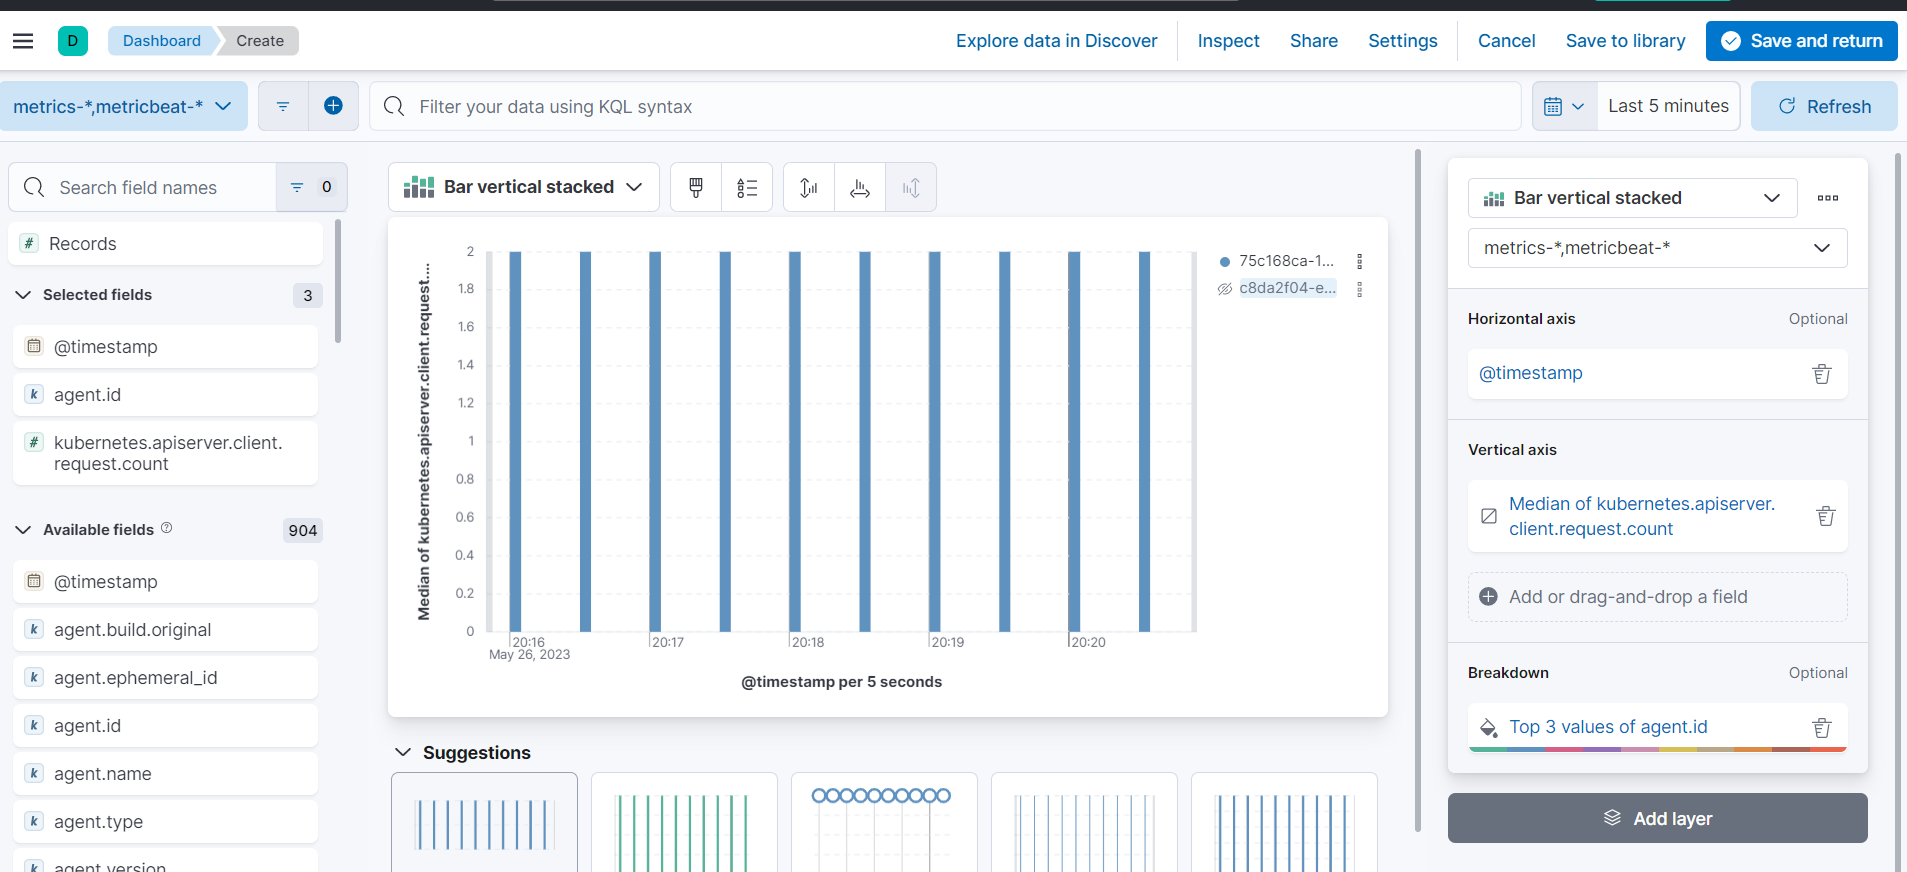 D Dashboard Create Explore data in Discover Inspect Share Settings Cancel Save to library Save and return
metrics-*,metricbeat-* Filter your data using KQL syntax Last 5 minutes Refresh
Search field names 0
# Records
Selected fields 3
@timestamp
k agent.id
# kubernetes.apiserver.client.
request.count
Available fields 904
@timestamp
k agent.build.original
k agent.ephemeral_id
k agent.id
k agent.name
k agent.type
k agent.version
Bar vertical stacked
Median of kubernetes.apiserver.client.request....
2
1.8
1.6
1.4
1.2
1
0.8
0.6
0.4
0.2
0
20:16 20:17 20:18 20:19 20:20
May 26, 2023
@timestamp per 5 seconds
75c168ca-1...
c8da2f04-e...
Suggestions
Bar vertical stacked
metrics-*,metricbeat-*
Horizontal axis Optional
@timestamp
Vertical axis
Median of kubernetes.apiserver.
client.request.count
Add or drag-and-drop a field
Breakdown Optional
Top 3 values of agent.id
Add layer